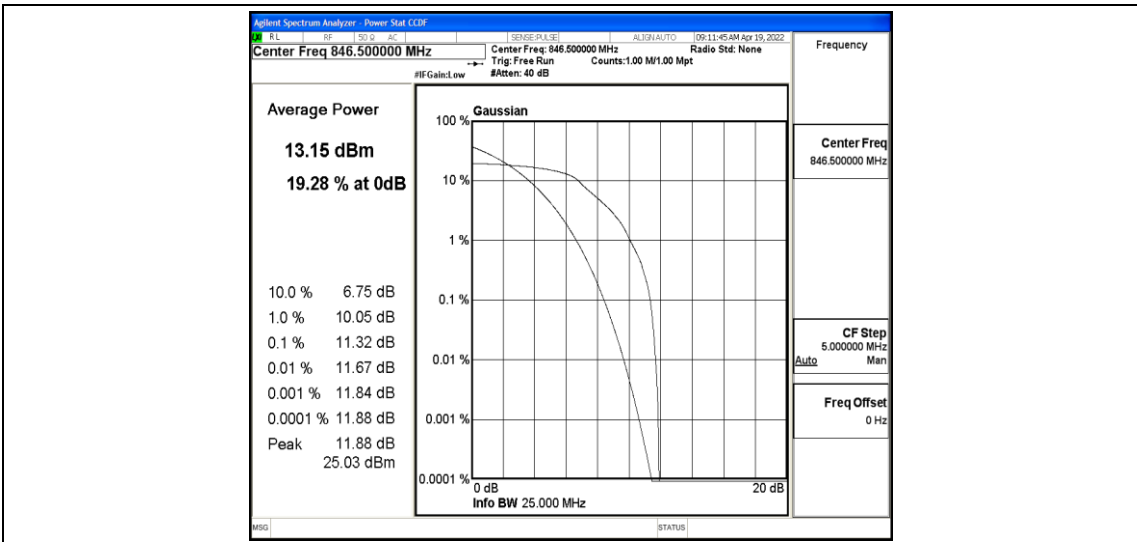 Agilent Spectrum Analyzer - Power Stat CCDF
LXI RL RF 50 Ω AC SENSE:PULSE ALIGN AUTO 09:11:45 AM Apr 19, 2022
Center Freq 846.500000 MHz
Center Freq: 846.500000 MHz Radio Std: None
Trig: Free Run Counts:1.00 M/1.00 Mpt
#IFGain:Low #Atten: 40 dB
Frequency
Average Power
13.15 dBm
19.28 % at 0dB
10.0 % 6.75 dB
1.0 % 10.05 dB
0.1 % 11.32 dB
0.01 % 11.67 dB
0.001 % 11.84 dB
0.0001 % 11.88 dB
Peak 11.88 dB
25.03 dBm
Gaussian
100 %
10 %
1 %
0.1 %
0.01 %
0.001 %
0.0001 %
0 dB 20 dB
Info BW 25.000 MHz
Center Freq
846.500000 MHz
CF Step
5.000000 MHz
Auto Man
Freq Offset
0 Hz
MSG STATUS